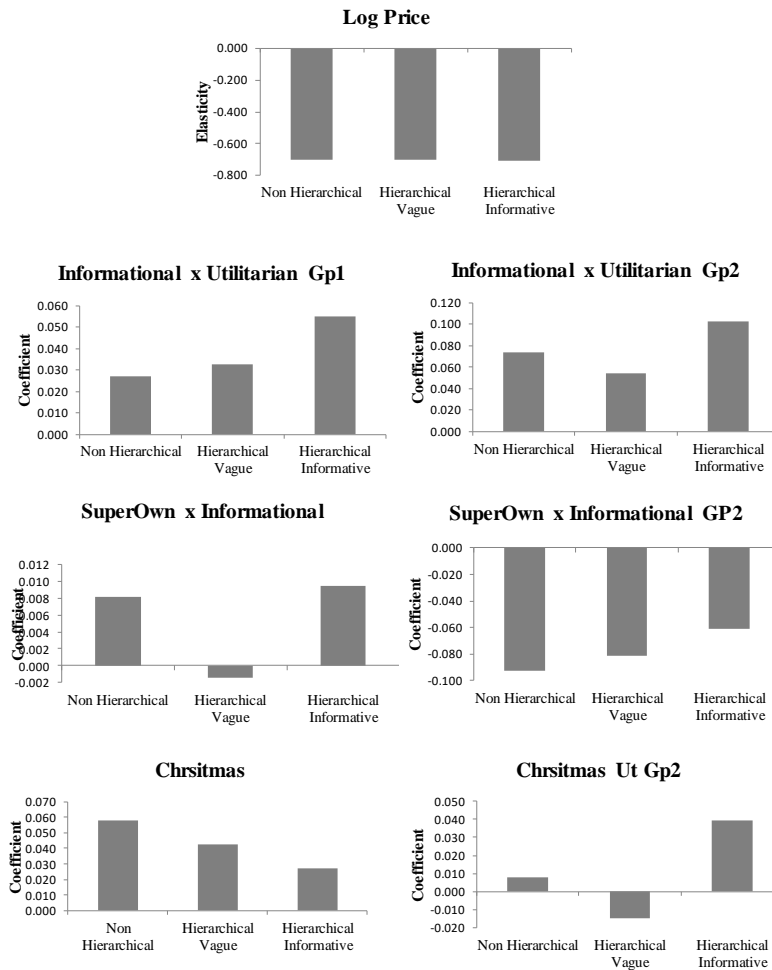 Log Price
0.000
-0.200
-0.400
-0.600
-0.800
Elasticity
Non Hierarchical
Hierarchical
Vague
Hierarchical
Informative
Informational x Utilitarian Gp1
0.060
0.050
0.040
0.030
0.020
0.010
0.000
Coefficient
Non Hierarchical
Hierarchical
Vague
Hierarchical
Informative
Informational x Utilitarian Gp2
0.120
0.100
0.080
0.060
0.040
0.020
0.000
Coefficient
Non Hierarchical
Hierarchical
Vague
Hierarchical
Informative
SuperOwn x Informational
0.012
0.010
0.008
0.006
0.004
0.002
0.000
-0.002
Coefficient
Non Hierarchical
Hierarchical
Vague
Hierarchical
Informative
SuperOwn x Informational GP2
0.000
-0.020
-0.040
-0.060
-0.080
-0.100
Coefficient
Non Hierarchical
Hierarchical
Vague
Hierarchical
Informative
Chrsitmas
0.070
0.060
0.050
0.040
0.030
0.020
0.010
0.000
Coefficient
Non
Hierarchical
Hierarchical
Vague
Hierarchical
Informative
Chrsitmas Ut Gp2
0.050
0.040
0.030
0.020
0.010
0.000
-0.010
-0.020
Coefficient
Non Hierarchical
Hierarchical
Vague
Hierarchical
Informative